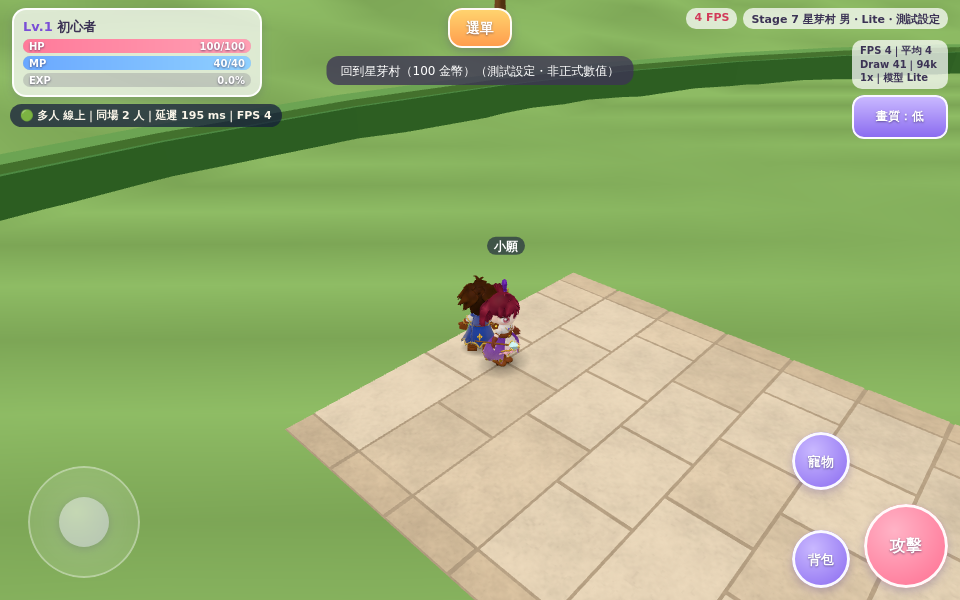 Lv.1 初心者
HP 100/100
MP 40/40
EXP 0.0%
🟢 多人 線上｜同場 2 人｜延遲 195 ms｜FPS 4
選單
回到星芽村（100 金幣）（測試設定・非正式數值）
4 FPS
Stage 7 星芽村 男・Lite・測試設定
FPS 4｜平均 4
Draw 41｜94k
1x｜模型 Lite
畫質：低
小願
寵物
背包
攻擊